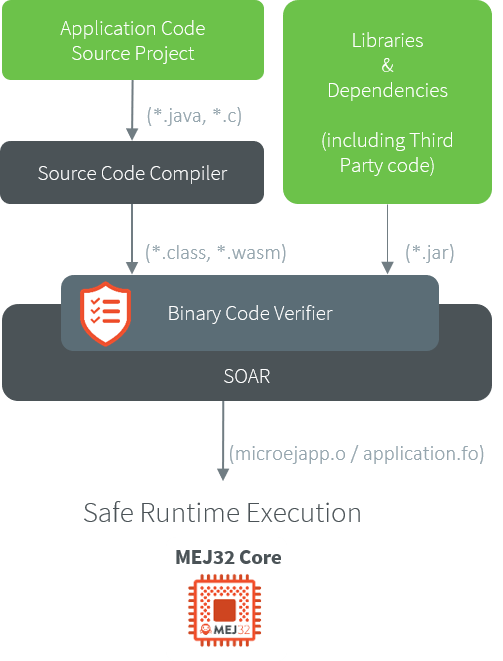 Application Code
Source Project
(*.java, *.c)
Source Code Compiler
(*.class, *.wasm)
Libraries
&
Dependencies
(including Third
Party code)
(*.jar)
Binary Code Verifier
SOAR
(microejapp.o / application.fo)
Safe Runtime Execution
MEJ32 Core
MEJ32